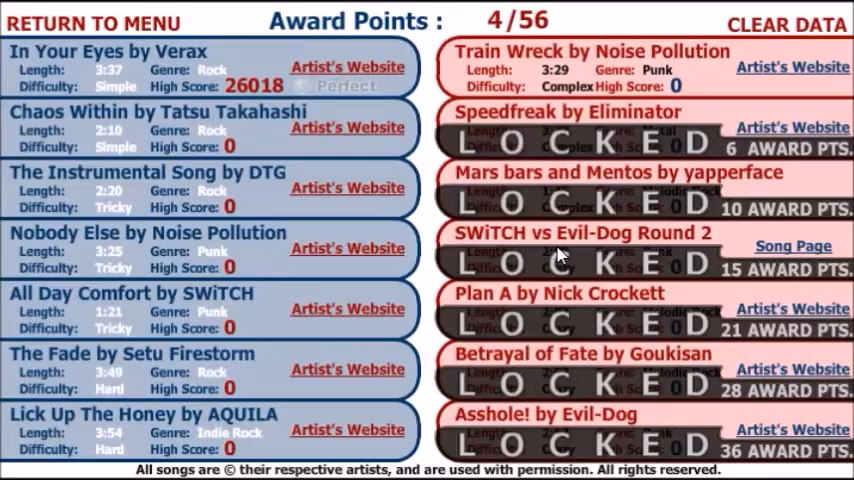 RETURN TO MENU
Award Points : 4/56
CLEAR DATA
In Your Eyes by Verax
Length: 3:37 Genre: Rock
Difficulty: Simple High Score: 26018 Perfect
Artist's Website
Chaos Within by Tatsu Takahashi
Length: 2:10 Genre: Rock
Difficulty: Simple High Score: 0
Artist's Website
The Instrumental Song by DTG
Length: 2:20 Genre: Rock
Difficulty: Tricky High Score: 0
Artist's Website
Nobody Else by Noise Pollution
Length: 3:25 Genre: Punk
Difficulty: Tricky High Score: 0
Artist's Website
All Day Comfort by SWiTCH
Length: 1:21 Genre: Punk
Difficulty: Tricky High Score: 0
Artist's Website
The Fade by Setu Firestorm
Length: 3:49 Genre: Rock
Difficulty: Hard High Score: 0
Artist's Website
Lick Up The Honey by AQUILA
Length: 3:54 Genre: Indie Rock
Difficulty: Hard High Score: 0
Artist's Website
Train Wreck by Noise Pollution
Length: 3:29 Genre: Punk
Difficulty: Complex High Score: 0
Artist's Website
Speedfreak by Eliminator
Artist's Website
LOCKED
6 AWARD PTS.
Mars bars and Mentos by yapperface
LOCKED
10 AWARD PTS.
SWiTCH vs Evil-Dog Round 2
Song Page
LOCKED
15 AWARD PTS.
Plan A by Nick Crockett
Artist's Website
LOCKED
21 AWARD PTS.
Betrayal of Fate by Goukisan
Artist's Website
LOCKED
28 AWARD PTS.
Asshole! by Evil-Dog
Artist's Website
LOCKED
36 AWARD PTS.
All songs are © their respective artists, and are used with permission. All rights reserved.